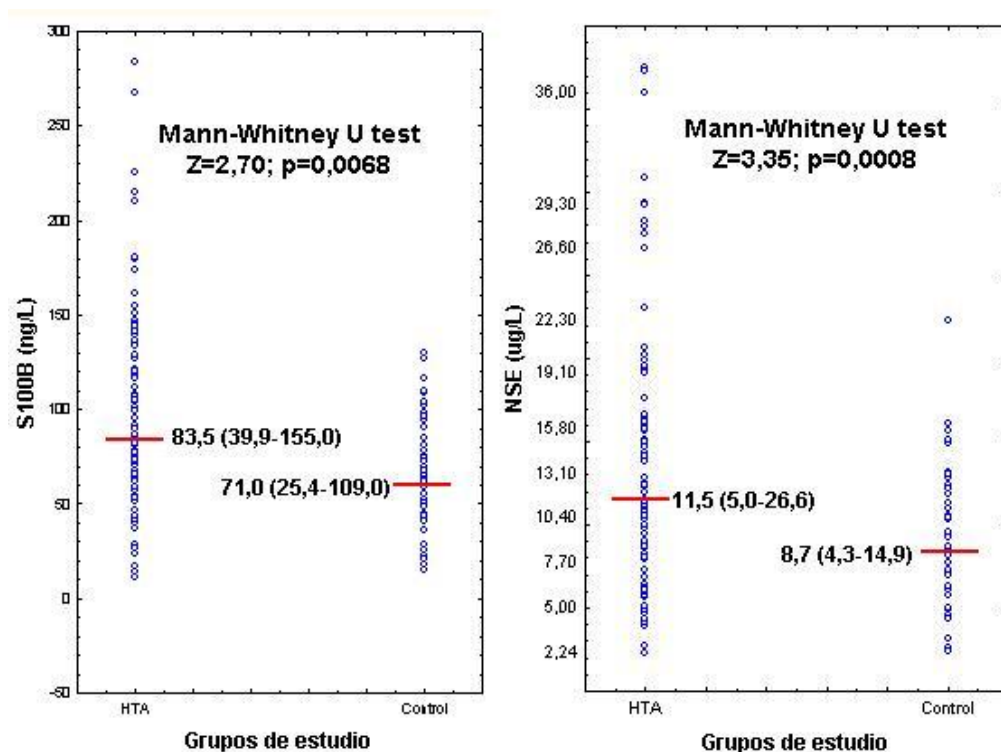 300
250
200
150
100
50
0
-50
S100B (ng/L)
Mann-Whitney U test
Z=2,70; p=0,0068
83,5 (39,9-155,0)
71,0 (25,4-109,0)
HTA
Control
Grupos de estudio
36,00
29,30
26,60
22,30
19,10
15,80
13,10
10,40
7,70
5,00
2,24
NSE (ug/L)
Mann-Whitney U test
Z=3,35; p=0,0008
11,5 (5,0-26,6)
8,7 (4,3-14,9)
HTA
Control
Grupos de estudio